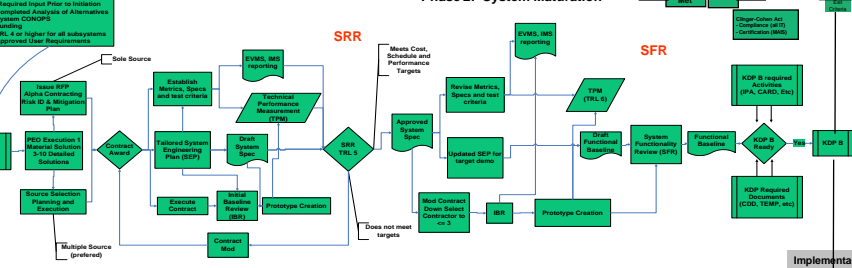 Required Input Prior to Initiation
Completed Analysis of Alternatives
System CONOPS
Funding
TRL 4 or higher for all subsystems
Approved User Requirements
Phase 2: System Maturation
Met
Exit
Criteria
Clinger-Cohen Act
- Compliance (all IT)
- Certification (MAIS)
SRR
SFR
Sole Source
Issue RFP
Alpha Contracting
Risk ID & Mitigation
Plan
PEO Execution 1
Material Solution
3-10 Detailed
Solutions
Source Selection
Planning and
Execution
Multiple Source
(prefered)
Contract
Award
Establish
Metrics, Specs
and test criteria
Tailored System
Engineering
Plan (SEP)
Execute
Contract
EVMS, IMS
reporting
Technical
Performance
Measurement
(TPM)
Draft
System
Spec
Initial
Baseline
Review
(IBR)
Prototype Creation
Contract
Mod
SRR
TRL 5
Meets Cost,
Schedule and
Performance
Targets
Does not meet
targets
Approved
System
Spec
Revise Metrics,
Specs and test
criteria
Updated SEP for
target demo
Mod Contract
Down Select
Contractor to
<= 3
IBR
EVMS, IMS
reporting
Prototype Creation
TPM
(TRL 6)
Draft
Functional
Baseline
System
Functionality
Review (SFR)
Functional
Baseline
KDP B required
Activities
(IPA, CARD, Etc)
KDP B
Ready
KDP Required
Documents
(COD, TEMP, etc)
Yes
KDP B
Implementa